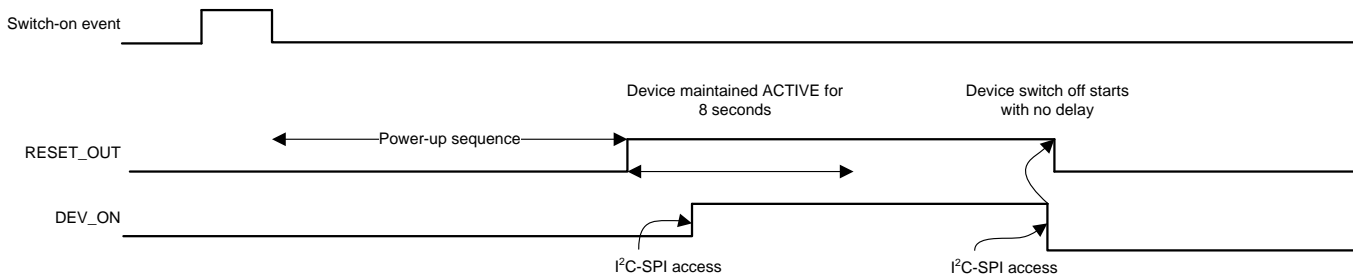 Switch-on event
Device maintained ACTIVE for
8 seconds
Device switch off starts
with no delay
Power-up sequence
RESET_OUT
DEV_ON
I²C-SPI access
I²C-SPI access